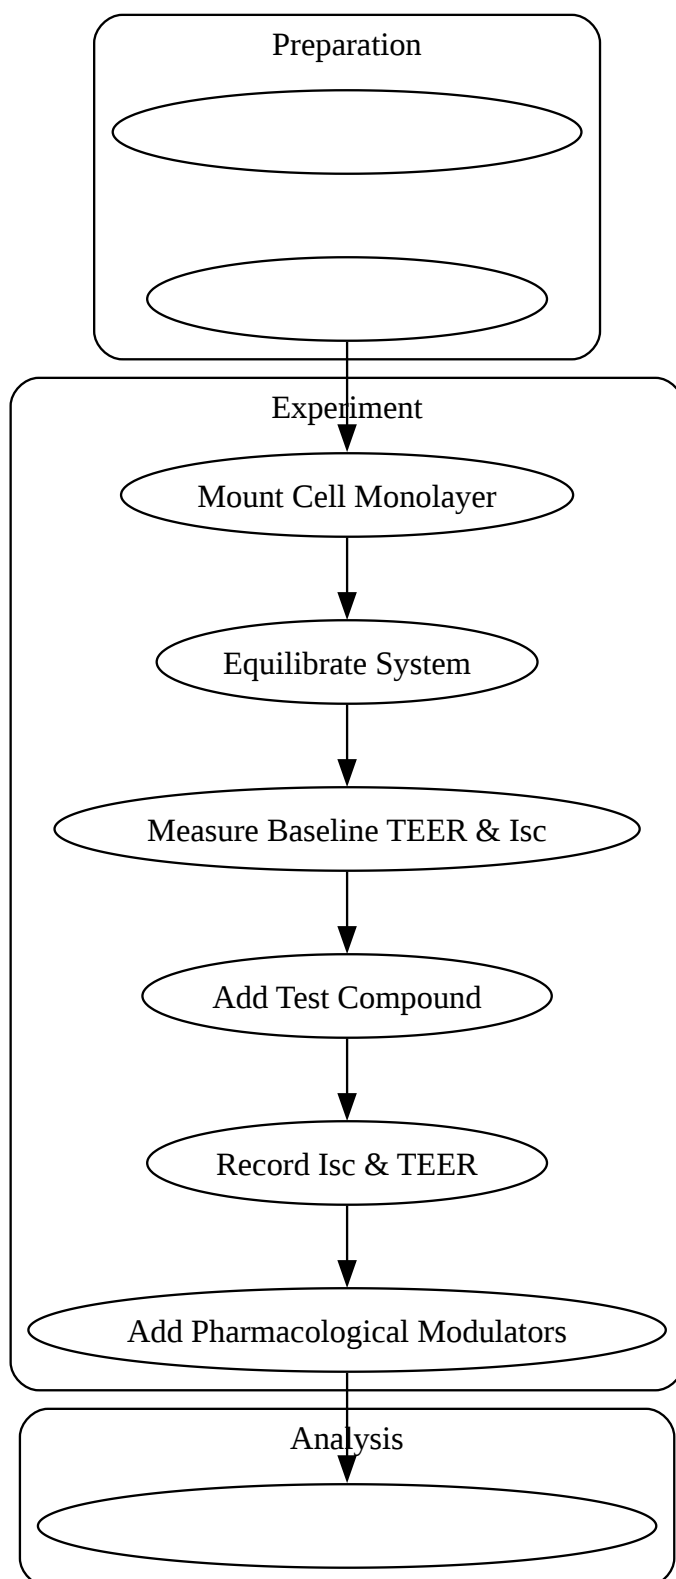 Preparation
Experiment
Mount Cell Monolayer
Equilibrate System
Measure Baseline TEER & Isc
Add Test Compound
Record Isc & TEER
Add Pharmacological Modulators
Analysis